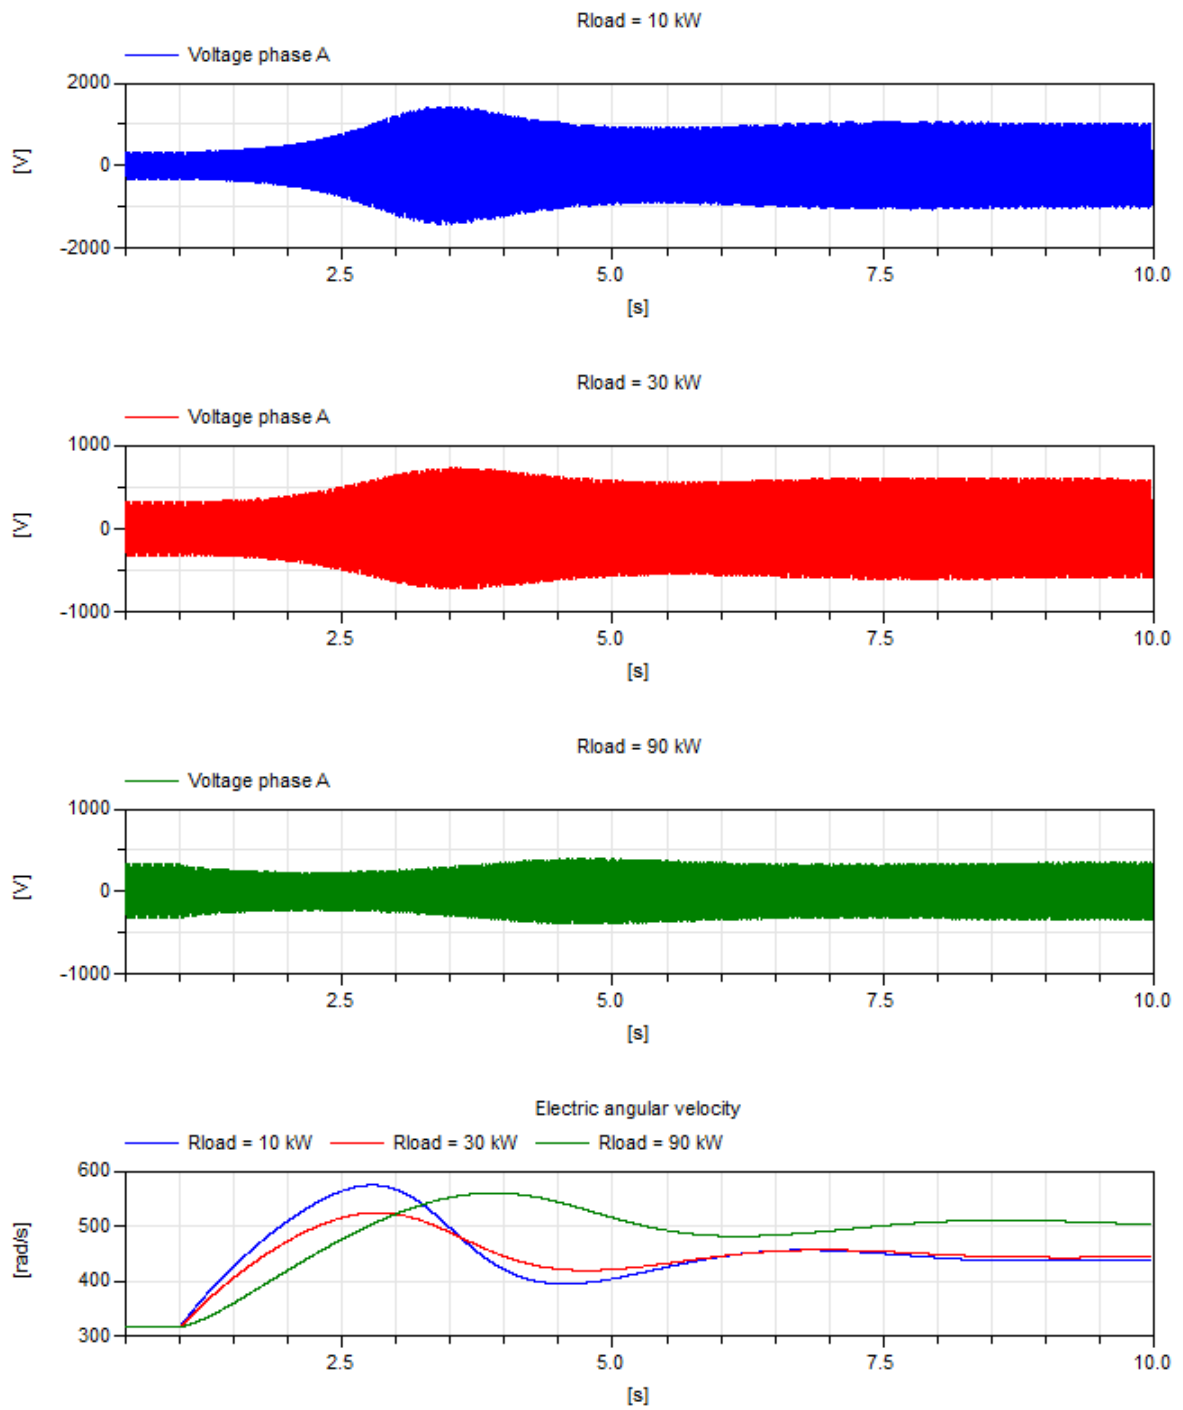 Rload = 10 kW
Voltage phase A
2000
0
-2000
[V]
2.5 5.0 7.5 10.0
[s]
Rload = 30 kW
Voltage phase A
1000
0
-1000
[V]
2.5 5.0 7.5 10.0
[s]
Rload = 90 kW
Voltage phase A
1000
0
-1000
[V]
2.5 5.0 7.5 10.0
[s]
Electric angular velocity
Rload = 10 kW Rload = 30 kW Rload = 90 kW
600
500
400
300
[rad/s]
2.5 5.0 7.5 10.0
[s]